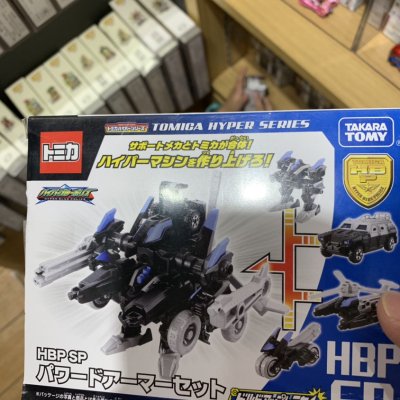 トミカハイパーシリーズ TOMICA HYPER SERIES
トミカ
TAKARA TOMY
サポートメカとトミカが合体!
ハイパーマシンを作り上げろ!
HB
HBP SP
パワードアーマーセット
HBP
SP